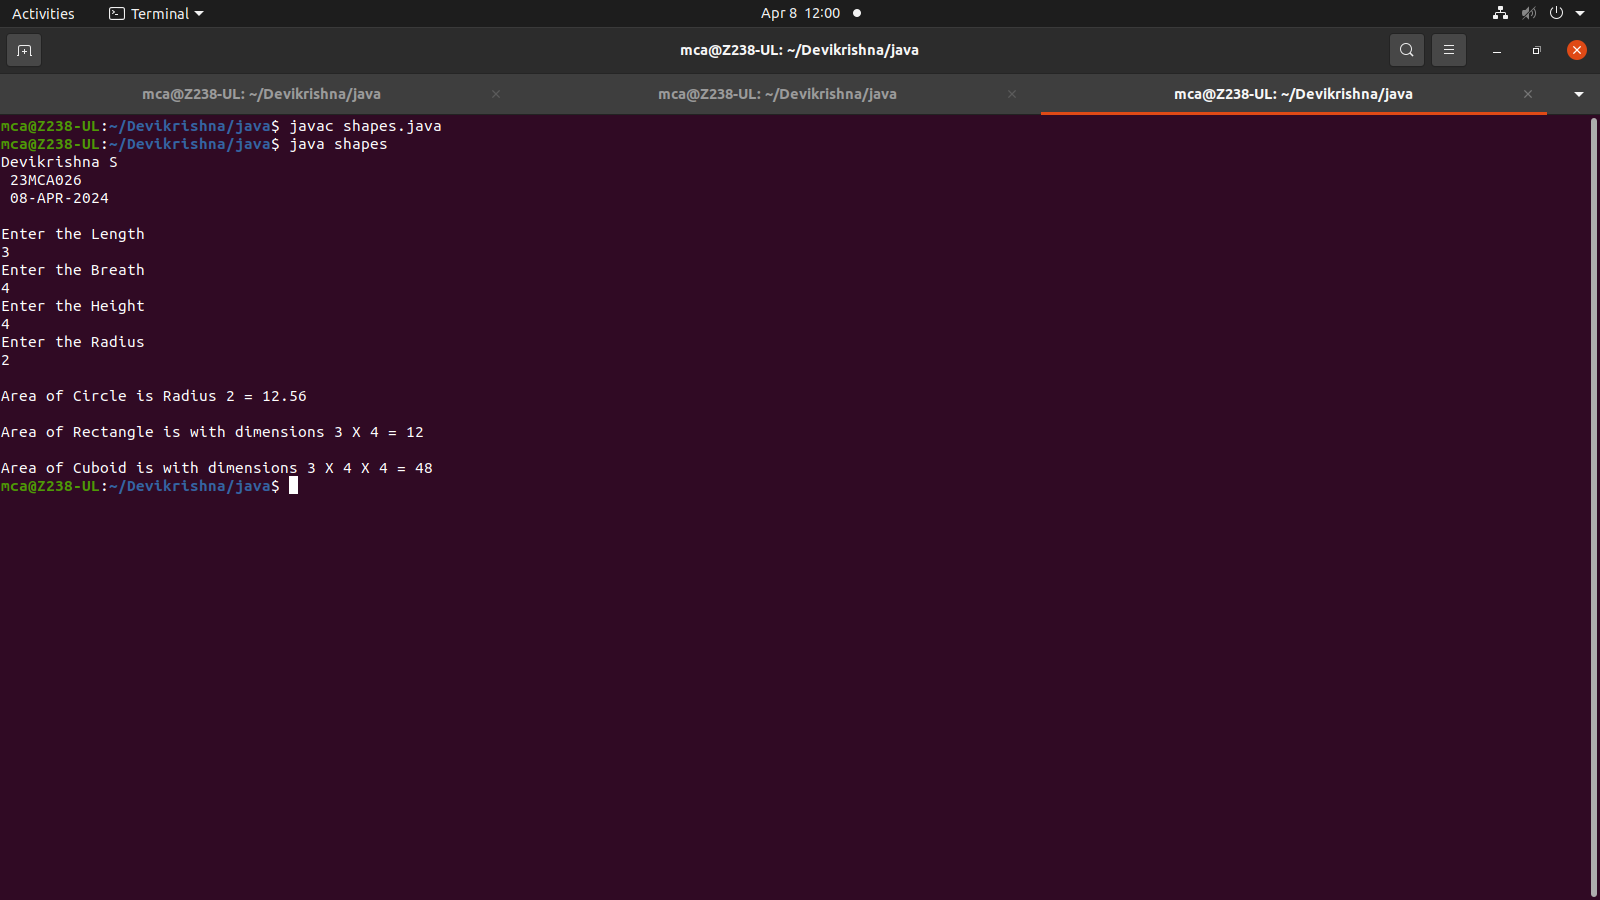 Activities Terminal Apr 8 12:00
mca@Z238-UL: ~/Devikrishna/java
mca@Z238-UL: ~/Devikrishna/java mca@Z238-UL: ~/Devikrishna/java mca@Z238-UL: ~/Devikrishna/java
mca@Z238-UL:~/Devikrishna/java$ javac shapes.java
mca@Z238-UL:~/Devikrishna/java$ java shapes
Devikrishna S
 23MCA026
 08-APR-2024

Enter the Length
3
Enter the Breath
4
Enter the Height
4
Enter the Radius
2

Area of Circle is Radius 2 = 12.56

Area of Rectangle is with dimensions 3 X 4 = 12

Area of Cuboid is with dimensions 3 X 4 X 4 = 48
mca@Z238-UL:~/Devikrishna/java$